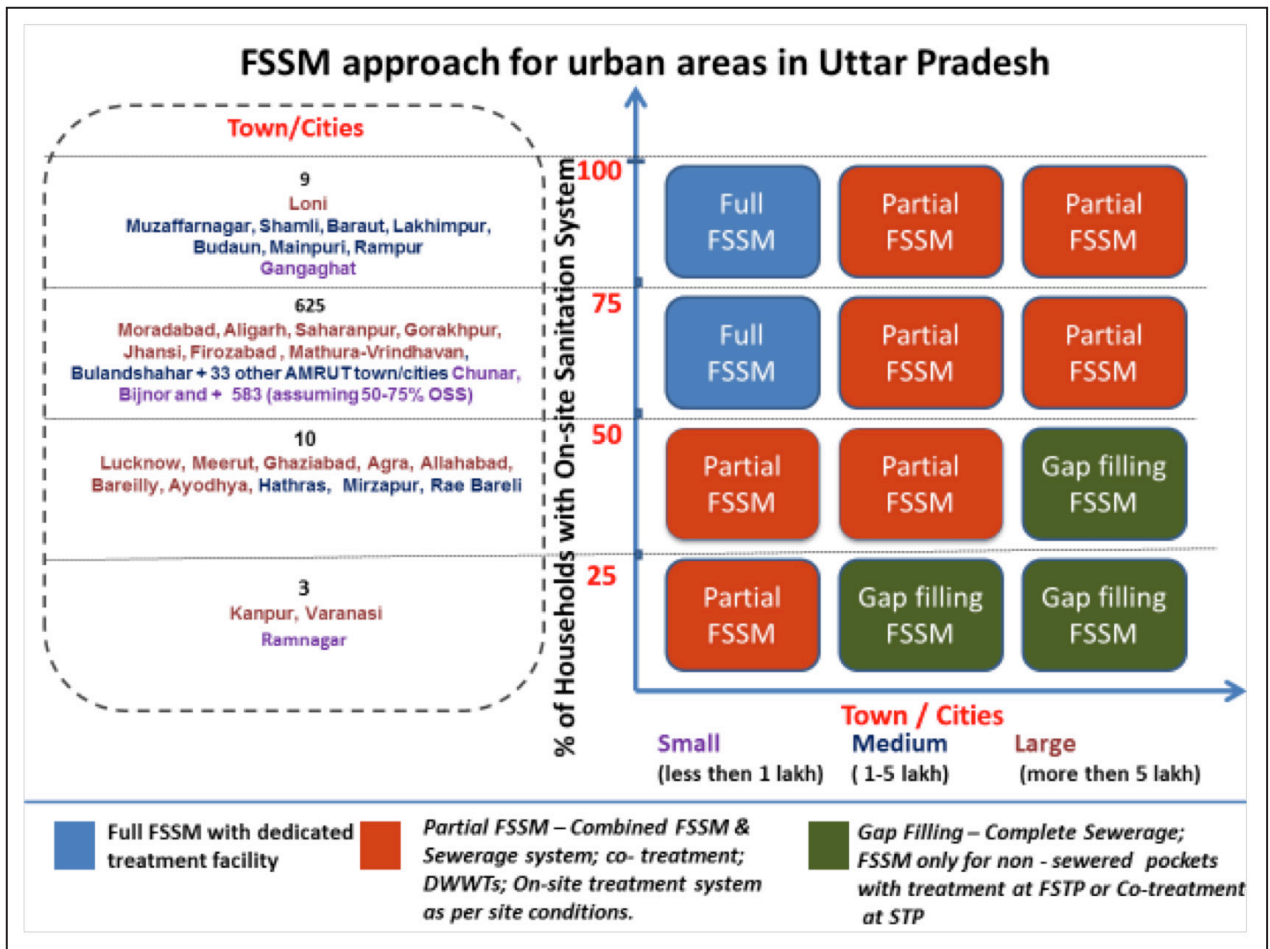 FSSM approach for urban areas in Uttar Pradesh
Town/Cities
9
Loni
Muzaffarnagar, Shamli, Baraut, Lakhimpur,
Budaun, Mainpuri, Rampur
Gangaghat
625
Moradabad, Aligarh, Saharanpur, Gorakhpur,
Jhansi, Firozabad , Mathura-Vrindhavan,
Bulandshahar + 33 other AMRUT town/cities Chunar,
Bijnor and + 583 (assuming 50-75% OSS)
10
Lucknow, Meerut, Ghaziabad, Agra, Allahabad,
Bareilly, Ayodhya, Hathras, Mirzapur, Rae Bareli
3
Kanpur, Varanasi
Ramnagar
% of Households with On-site Sanitation System
100
Full
FSSM
Partial
FSSM
Partial
FSSM
75
Full
FSSM
Partial
FSSM
Partial
FSSM
50
Partial
FSSM
Partial
FSSM
Gap filling
FSSM
25
Partial
FSSM
Gap filling
FSSM
Gap filling
FSSM
Town / Cities
Small
(less then 1 lakh)
Medium
( 1-5 lakh)
Large
(more then 5 lakh)
Full FSSM with dedicated
treatment facility
Partial FSSM – Combined FSSM &
Sewerage system; co- treatment;
DWWTs; On-site treatment system
as per site conditions.
Gap Filling – Complete Sewerage;
FSSM only for non - sewered pockets
with treatment at FSTP or Co-treatment
at STP